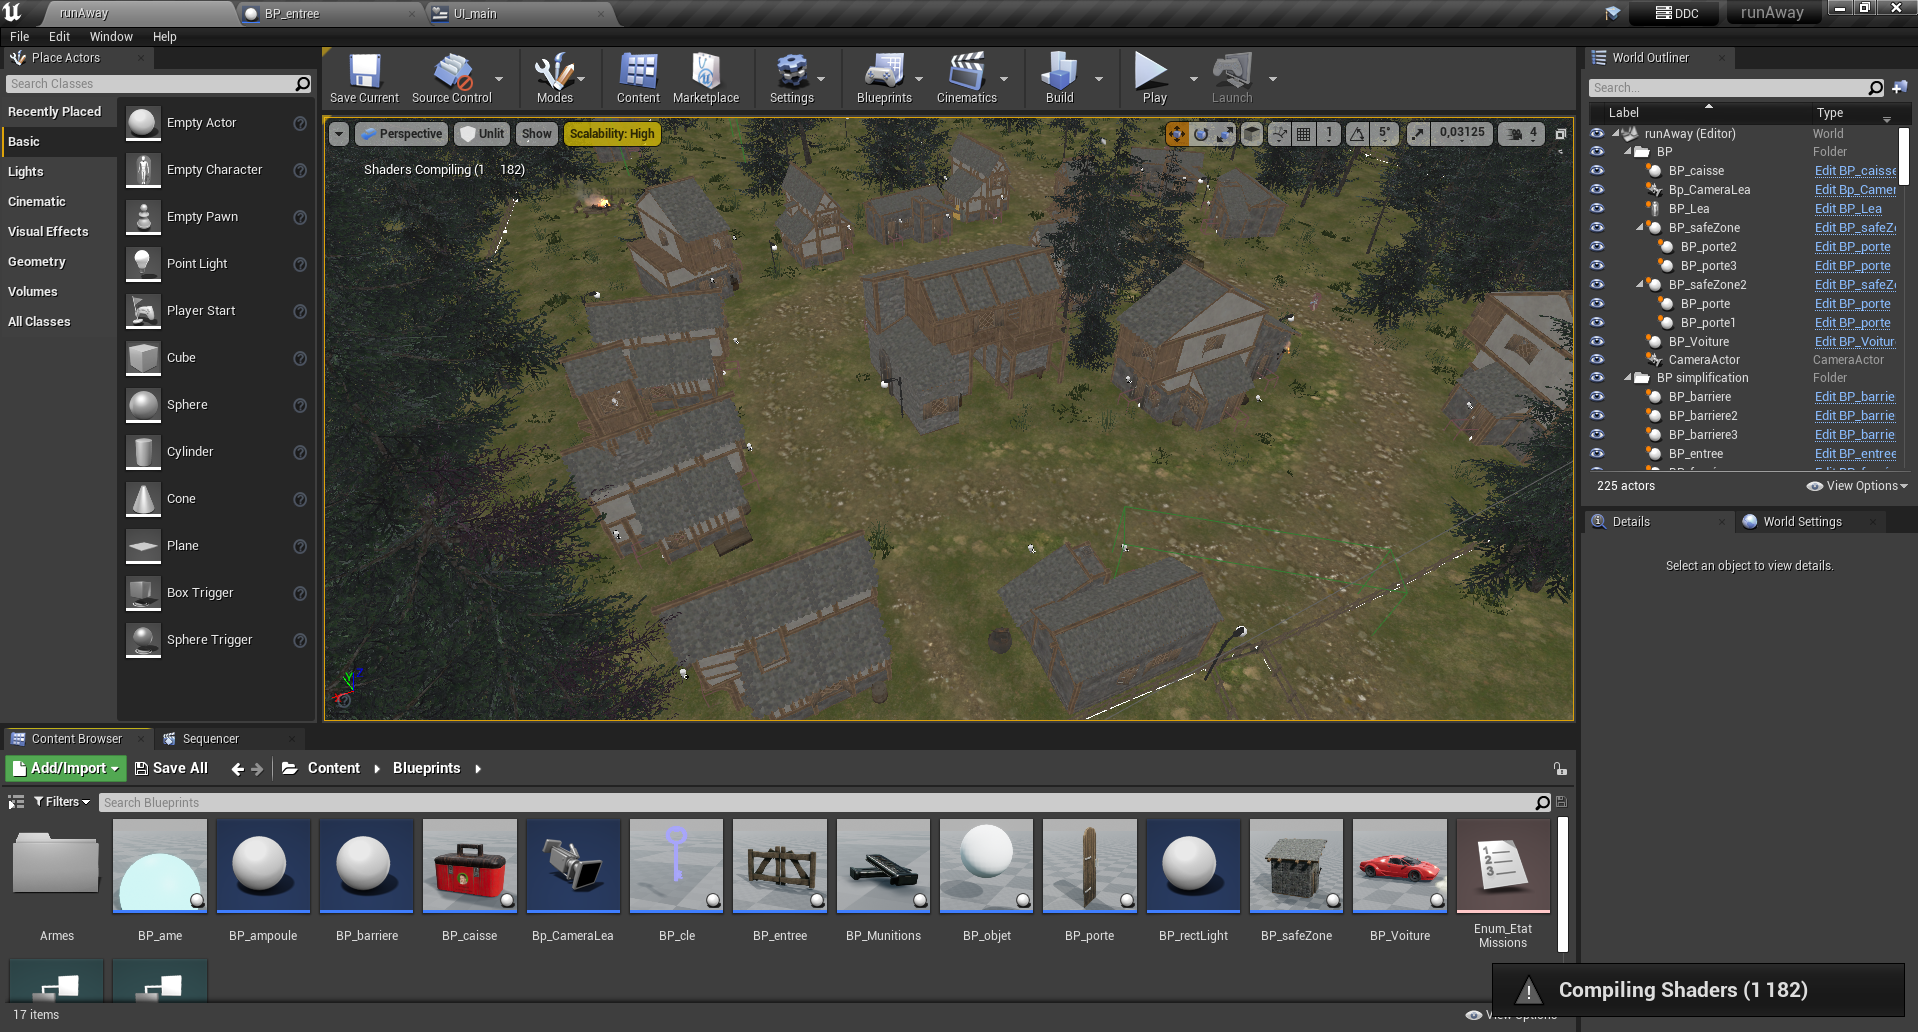 runAway
BP_entree
UI_main
DDC
runAway
File Edit Window Help
Place Actors
Search Classes
Recently Placed
Basic
Lights
Cinematic
Visual Effects
Geometry
Volumes
All Classes
Empty Actor
Empty Character
Empty Pawn
Point Light
Player Start
Cube
Sphere
Cylinder
Cone
Plane
Box Trigger
Sphere Trigger
Save Current
Source Control
Modes
Content
Marketplace
Settings
Blueprints
Cinematics
Build
Play
Launch
Perspective
Unlit
Show
Scalability: High
1
5°
0,03125
4
Shaders Compiling (1 182)
World Outliner
Search...
Label Type
runAway (Editor) World
BP Folder
BP_caisse Edit BP_caisse
Bp_CameraLea Edit Bp_Camer
BP_Lea Edit BP_Lea
BP_safeZone Edit BP_safeZ
BP_porte2 Edit BP_porte
BP_porte3 Edit BP_porte
BP_safeZone2 Edit BP_safeZ
BP_porte Edit BP_porte
BP_porte1 Edit BP_porte
BP_Voiture Edit BP_Voitur
CameraActor CameraActor
BP simplification Folder
BP_barriere Edit BP_barrie
BP_barriere2 Edit BP_barrie
BP_barriere3 Edit BP_barrie
BP_entree Edit BP_entree
225 actors
View Options
Details
World Settings
Select an object to view details.
Content Browser
Sequencer
Add/Import
Save All
Content
Blueprints
Filters
Search Blueprints
Armes
BP_ame
BP_ampoule
BP_barriere
BP_caisse
Bp_CameraLea
BP_cle
BP_entree
BP_Munitions
BP_objet
BP_porte
BP_rectLight
BP_safeZone
BP_Voiture
Enum_Etat
Missions
Compiling Shaders (1 182)
17 items
View Options